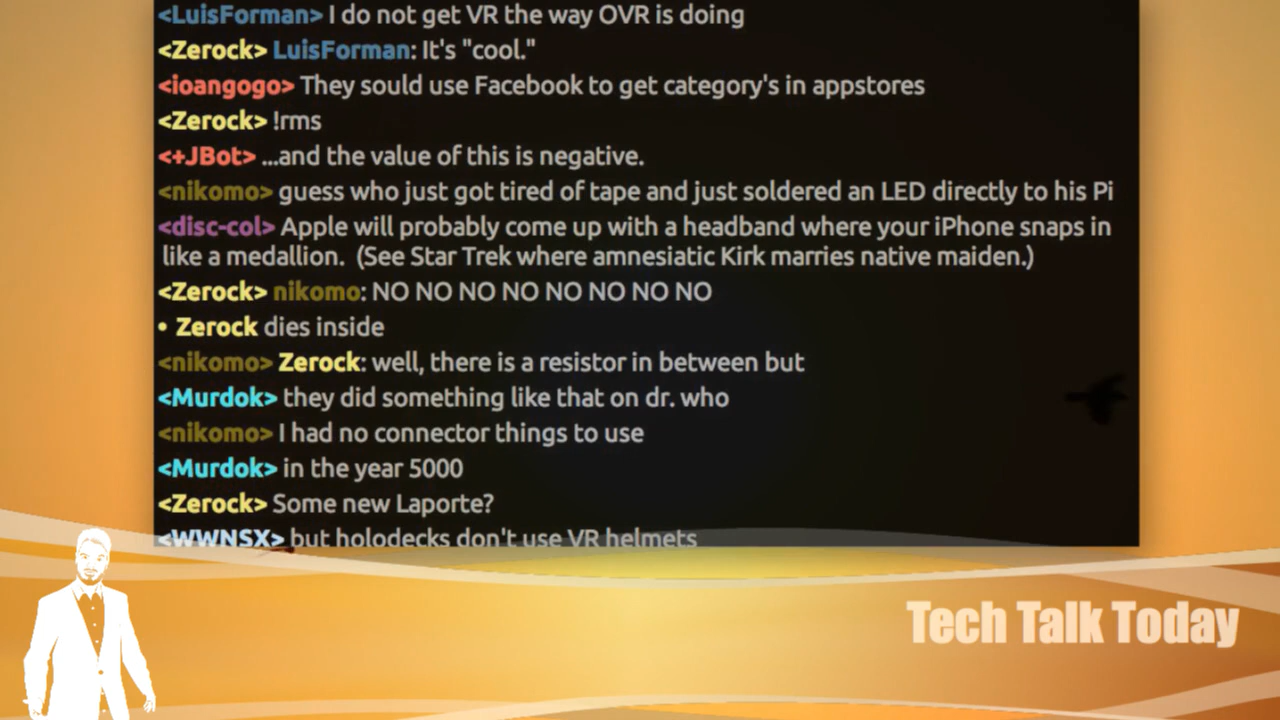 <LuisForman> I do not get VR the way OVR is doing
<Zerock> LuisForman: It's "cool."
<ioangogo> They sould use Facebook to get category's in appstores
<Zerock> !rms
<+JBot> ...and the value of this is negative.
<nikomo> guess who just got tired of tape and just soldered an LED directly to his Pi
<disc-col> Apple will probably come up with a headband where your iPhone snaps in
like a medallion.  (See Star Trek where amnesiatic Kirk marries native maiden.)
<Zerock> nikomo: NO NO NO NO NO NO NO NO
• Zerock dies inside
<nikomo> Zerock: well, there is a resistor in between but
<Murdok> they did something like that on dr. who
<nikomo> I had no connector things to use
<Murdok> in the year 5000
<Zerock> Some new Laporte?
<WWNSX> but holodecks don't use VR helmets
Tech Talk Today